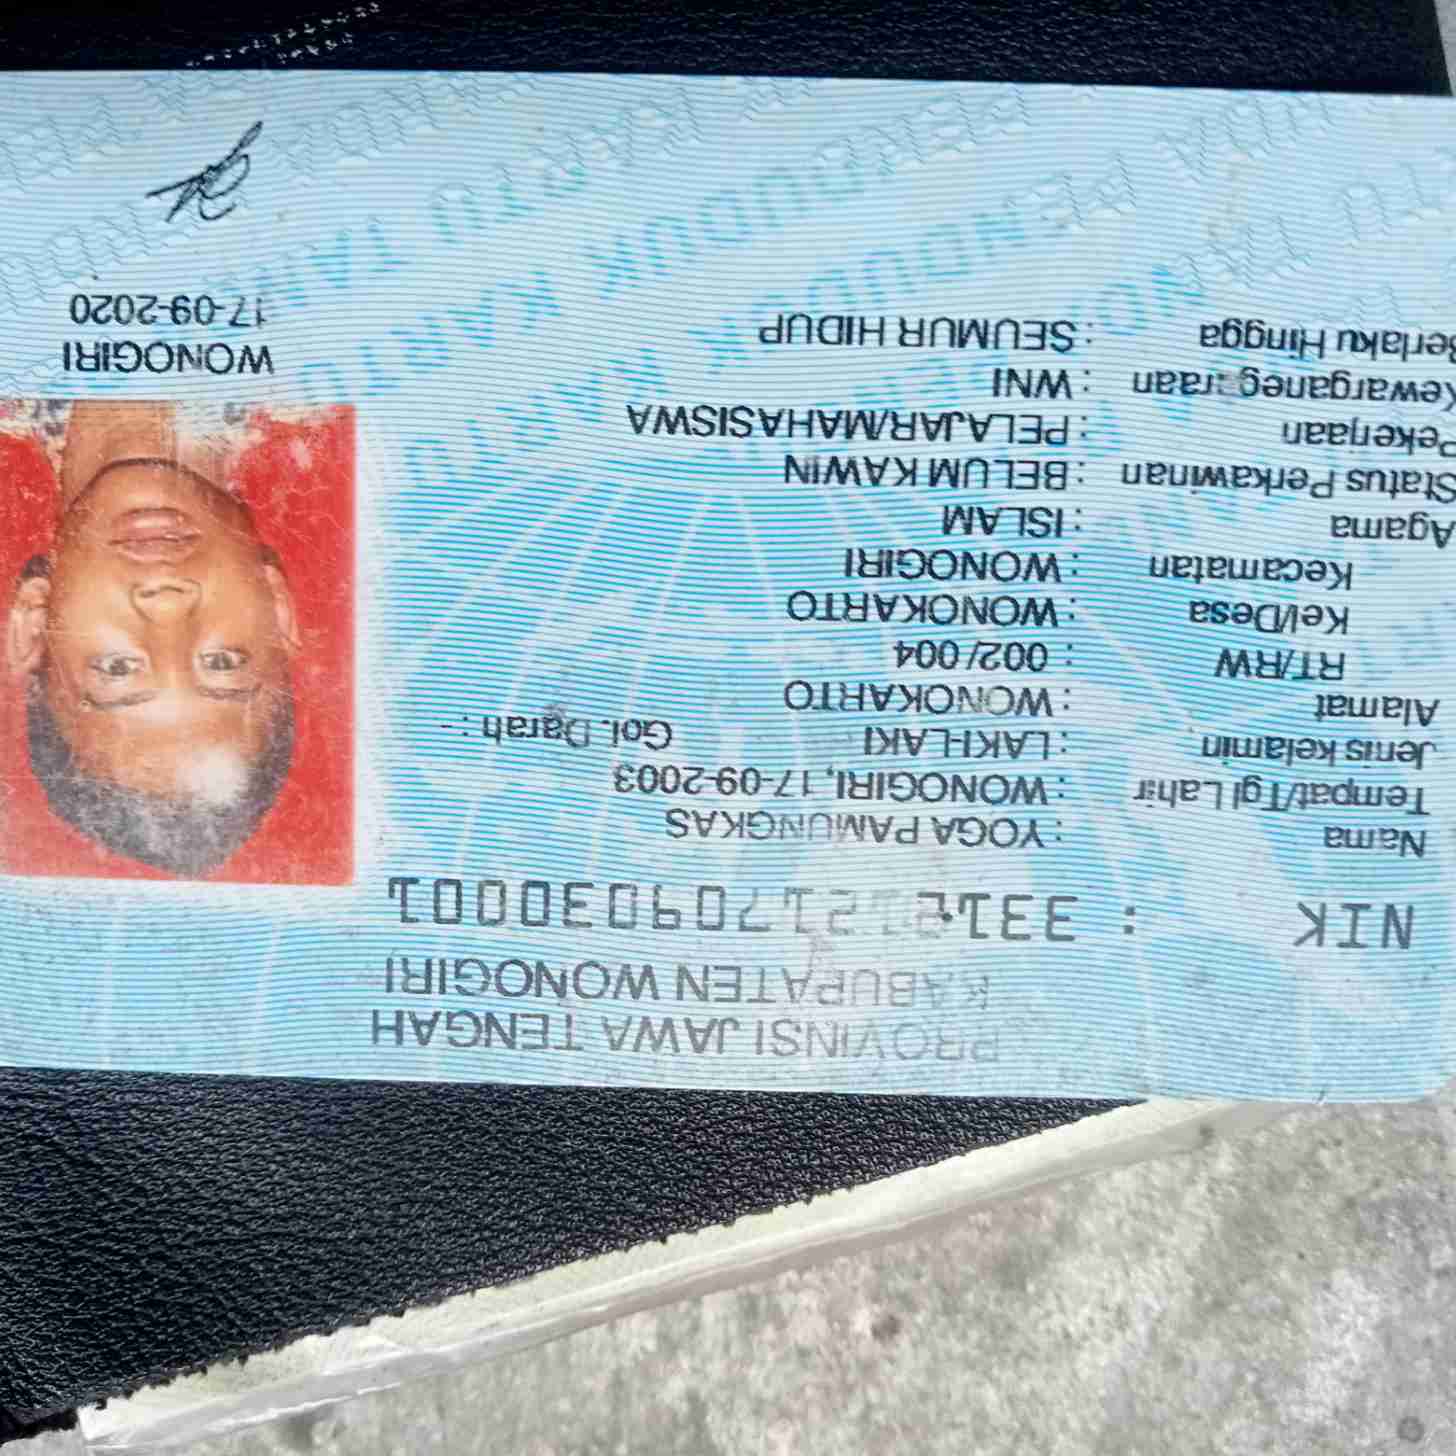 PROVINSI JAWA TENGAH
KABUPATEN WONOGIRI
NIK : 3312121709030001
Nama : YOGA PAMUNGKAS
Tempat/Tgl Lahir : WONOGIRI, 17-09-2003
Jenis kelamin : LAKI-LAKI Gol. Darah : -
Alamat : WONOKARTO
RT/RW : 002/004
Kel/Desa : WONOKARTO
Kecamatan : WONOGIRI
Agama : ISLAM
Status Perkawinan : BELUM KAWIN
Pekerjaan : PELAJAR/MAHASISWA
Kewarganegaraan : WNI
Berlaku Hingga : SEUMUR HIDUP
WONOGIRI
17-09-2020